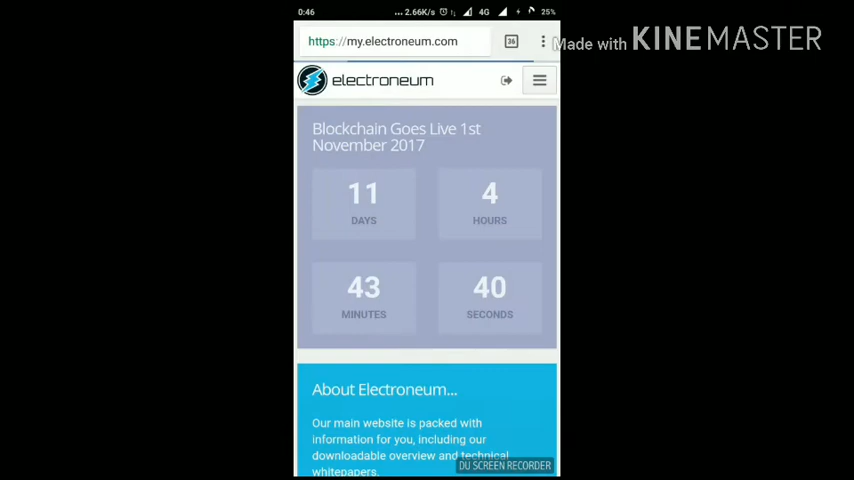 0:46
... 2.66K/s
4G
25%
https://my.electroneum.com
36
Made with KINEMASTER
electroneum
Blockchain Goes Live 1st
November 2017
11
4
DAYS
HOURS
43
40
MINUTES
SECONDS
About Electroneum...
Our main website is packed with
information for you, including our
downloadable overview and technical
whitepapers.
DU SCREEN RECORDER